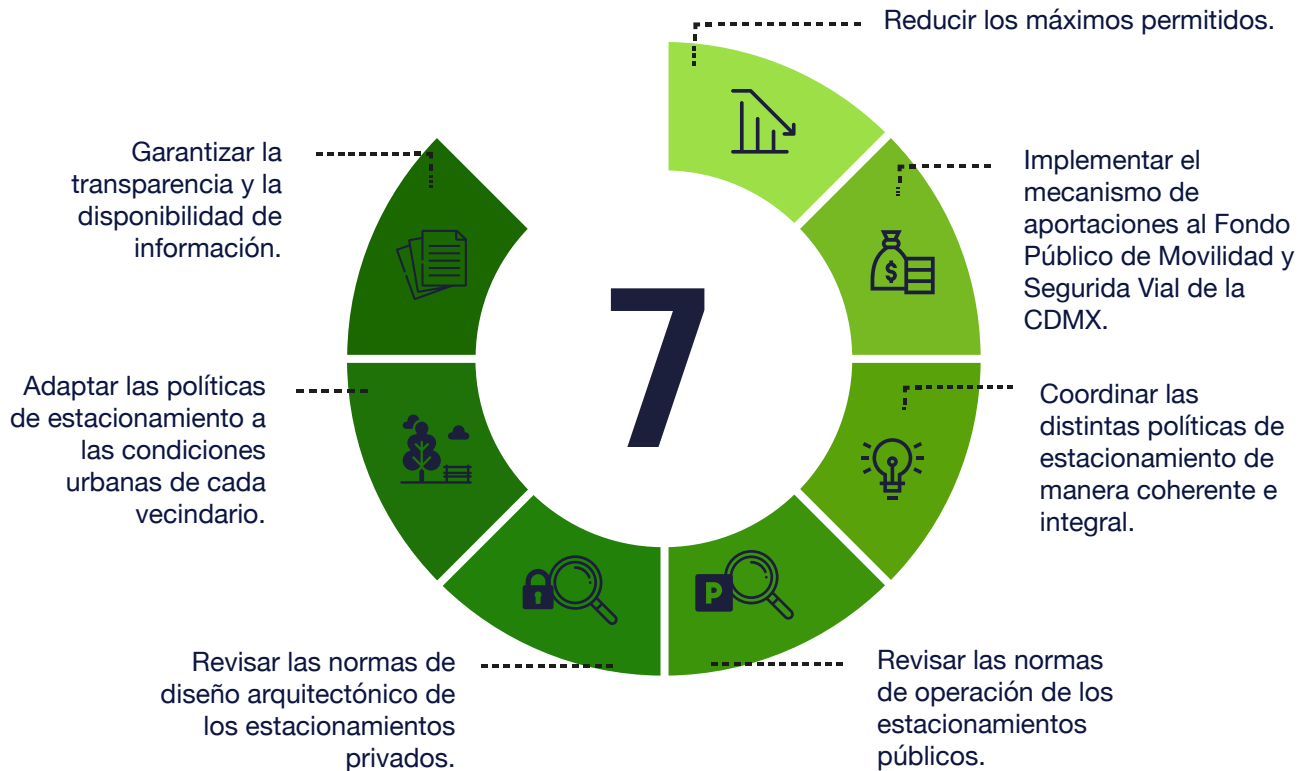 Reducir los máximos permitidos.
Implementar el
mecanismo de
aportaciones al Fondo
Público de Movilidad y
Segurida Vial de la
CDMX.
Coordinar las
distintas políticas de
estacionamiento de
manera coherente e
integral.
Revisar las normas
de operación de los
estacionamientos
públicos.
Revisar las normas de
diseño arquitectónico de
los estacionamientos
privados.
Adaptar las políticas
de estacionamiento a
las condiciones
urbanas de cada
vecindario.
Garantizar la
transparencia y la
disponibilidad de
información.
7
$
P